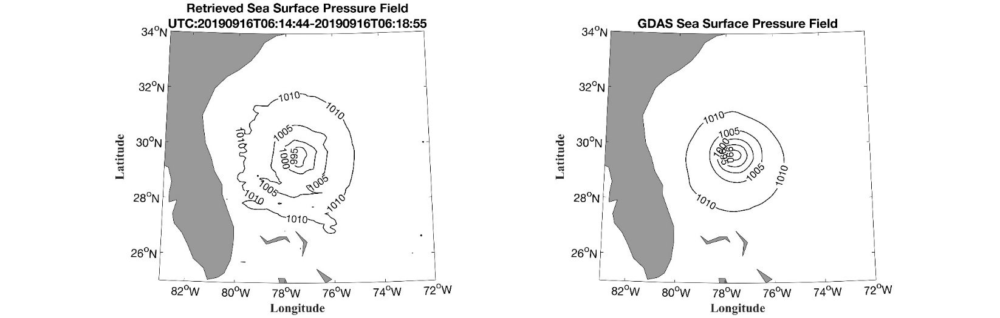 Retrieved Sea Surface Pressure Field
UTC:20190916T06:14:44-20190916T06:18:55
34°N
32°N
30°N
28°N
26°N
Latitude
1010
1010
1010
1005
1000
995
1005
1005
1010
1010
1010
82°W 80°W 78°W 76°W 74°W 72°W
Longitude
GDAS Sea Surface Pressure Field
34°N
32°N
30°N
28°N
26°N
Latitude
1010
1005
1000
995
990
1005
1010
1010
82°W 80°W 78°W 76°W 74°W 72°W
Longitude